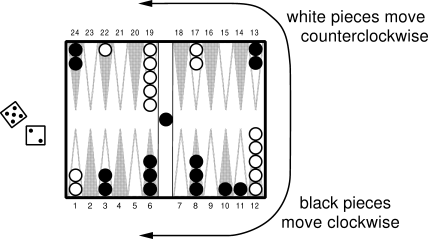 white pieces move
counterclockwise
24 23 22 21 20 19 18 17 16 15 14 13
1 2 3 4 5 6 7 8 9 10 11 12
black pieces
move clockwise